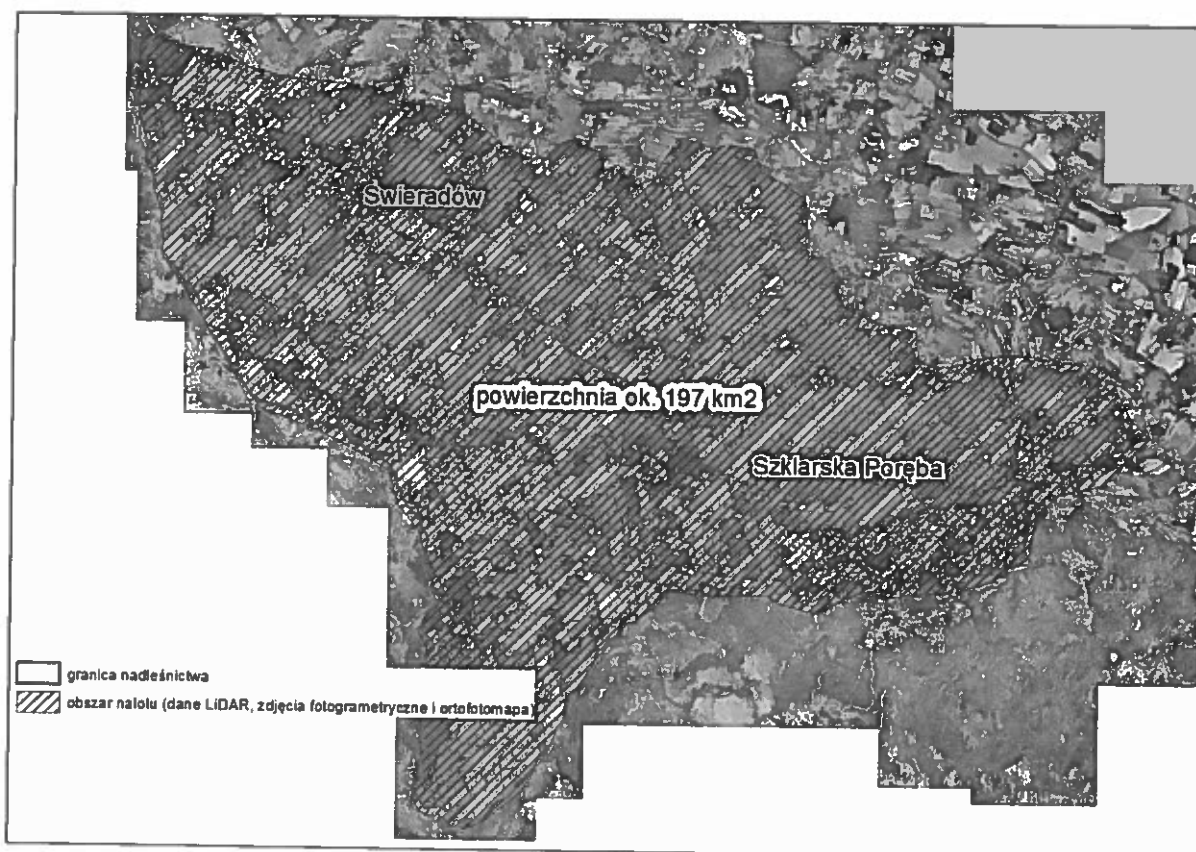 Świeradów
powierzchnia ok. 197 km2
Szklarska Poręba
granica nadleśnictwa
obszar nalotu (dane LiDAR, zdjęcia fotogrametryczne i ortofotomapa)